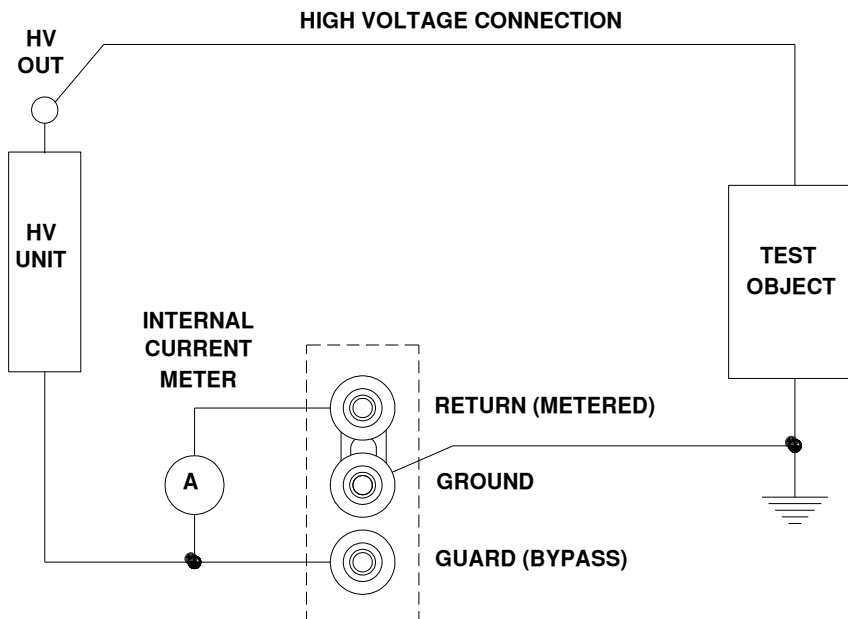 HIGH VOLTAGE CONNECTION
HV
OUT
HV
UNIT
TEST
OBJECT
INTERNAL
CURRENT
METER
RETURN (METERED)
A
GROUND
GUARD (BYPASS)